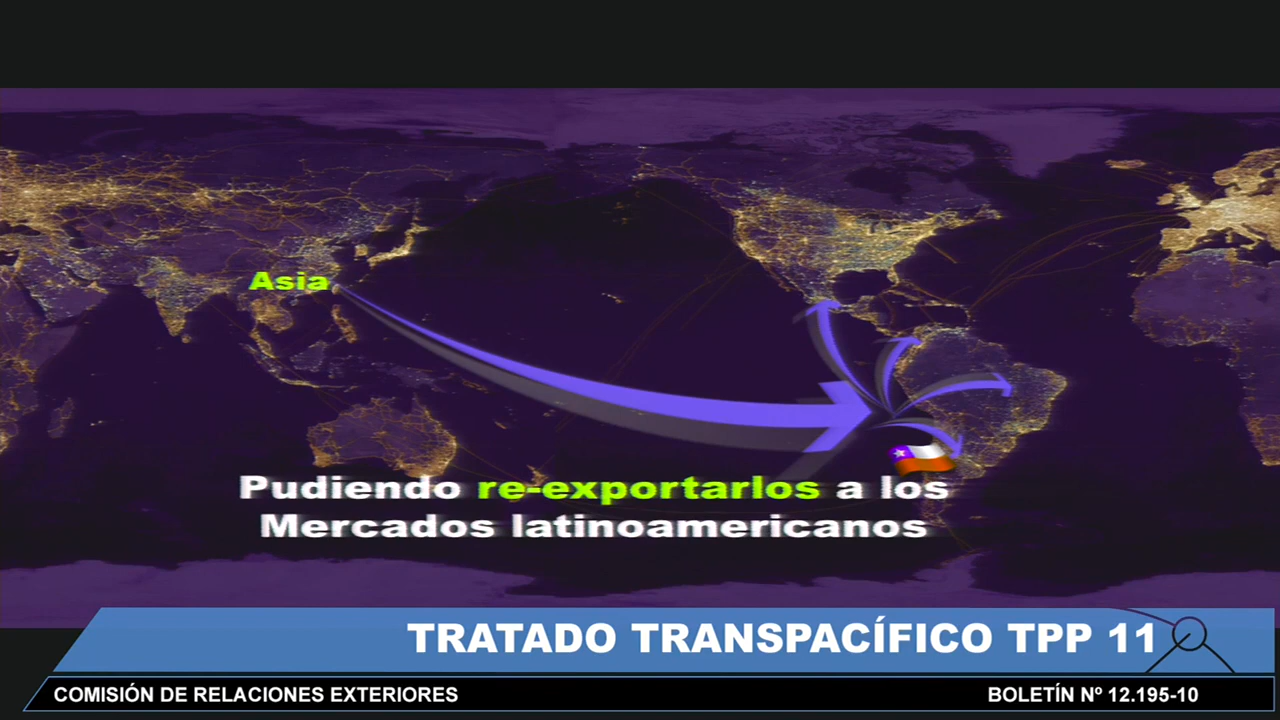 Asia
Pudiendo re-exportarlos a los
Mercados latinoamericanos
TRATADO TRANSPACÍFICO TPP 11
COMISIÓN DE RELACIONES EXTERIORES
BOLETÍN Nº 12.195-10